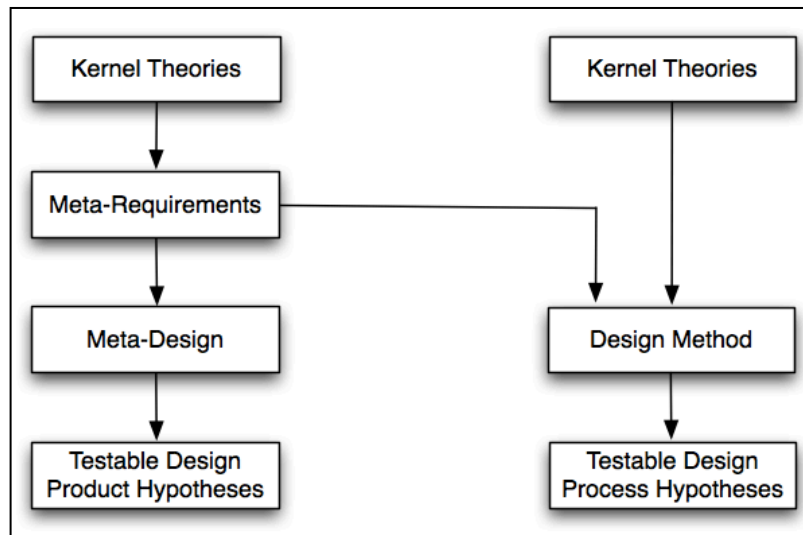 Kernel Theories
Kernel Theories
Meta-Requirements
Meta-Design
Design Method
Testable Design
Product Hypotheses
Testable Design
Process Hypotheses